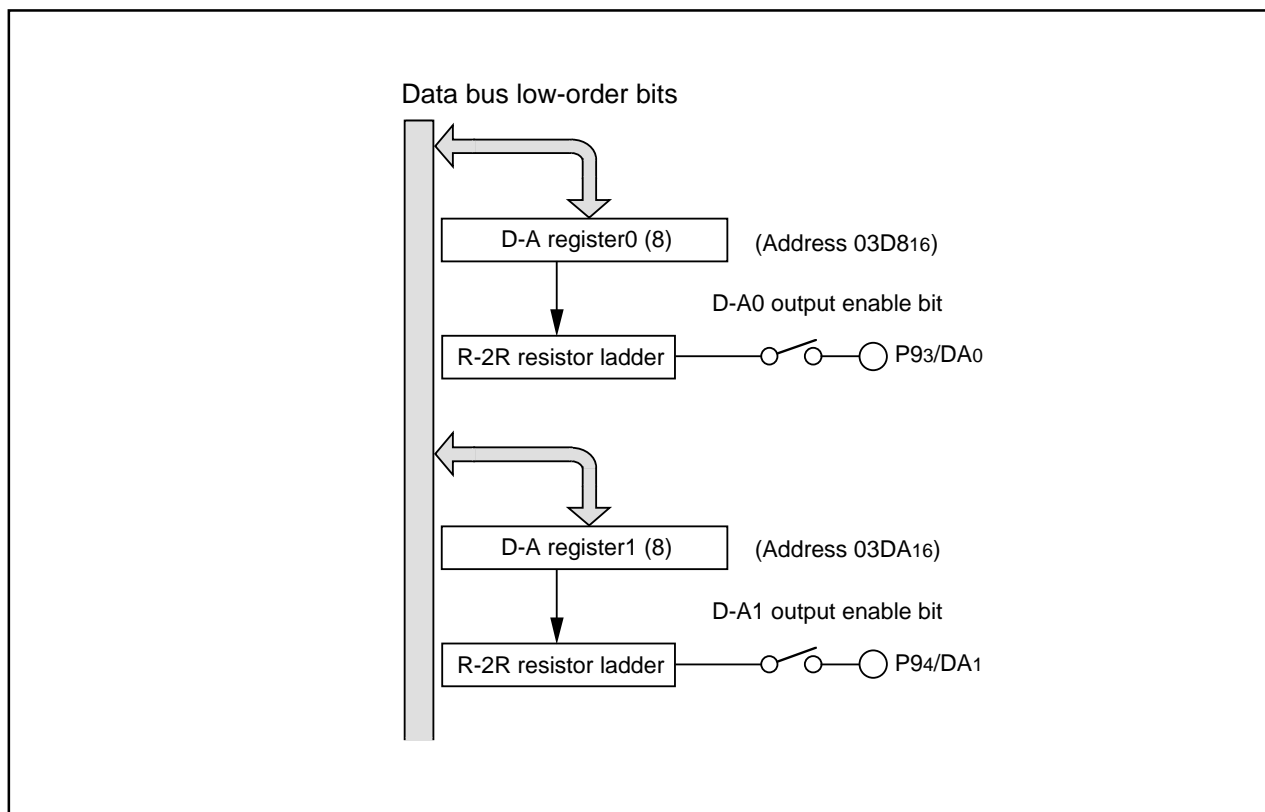 Data bus low-order bits
D-A register0 (8)
(Address 03D816)
D-A0 output enable bit
R-2R resistor ladder
P93/DA0
D-A register1 (8)
(Address 03DA16)
D-A1 output enable bit
R-2R resistor ladder
P94/DA1